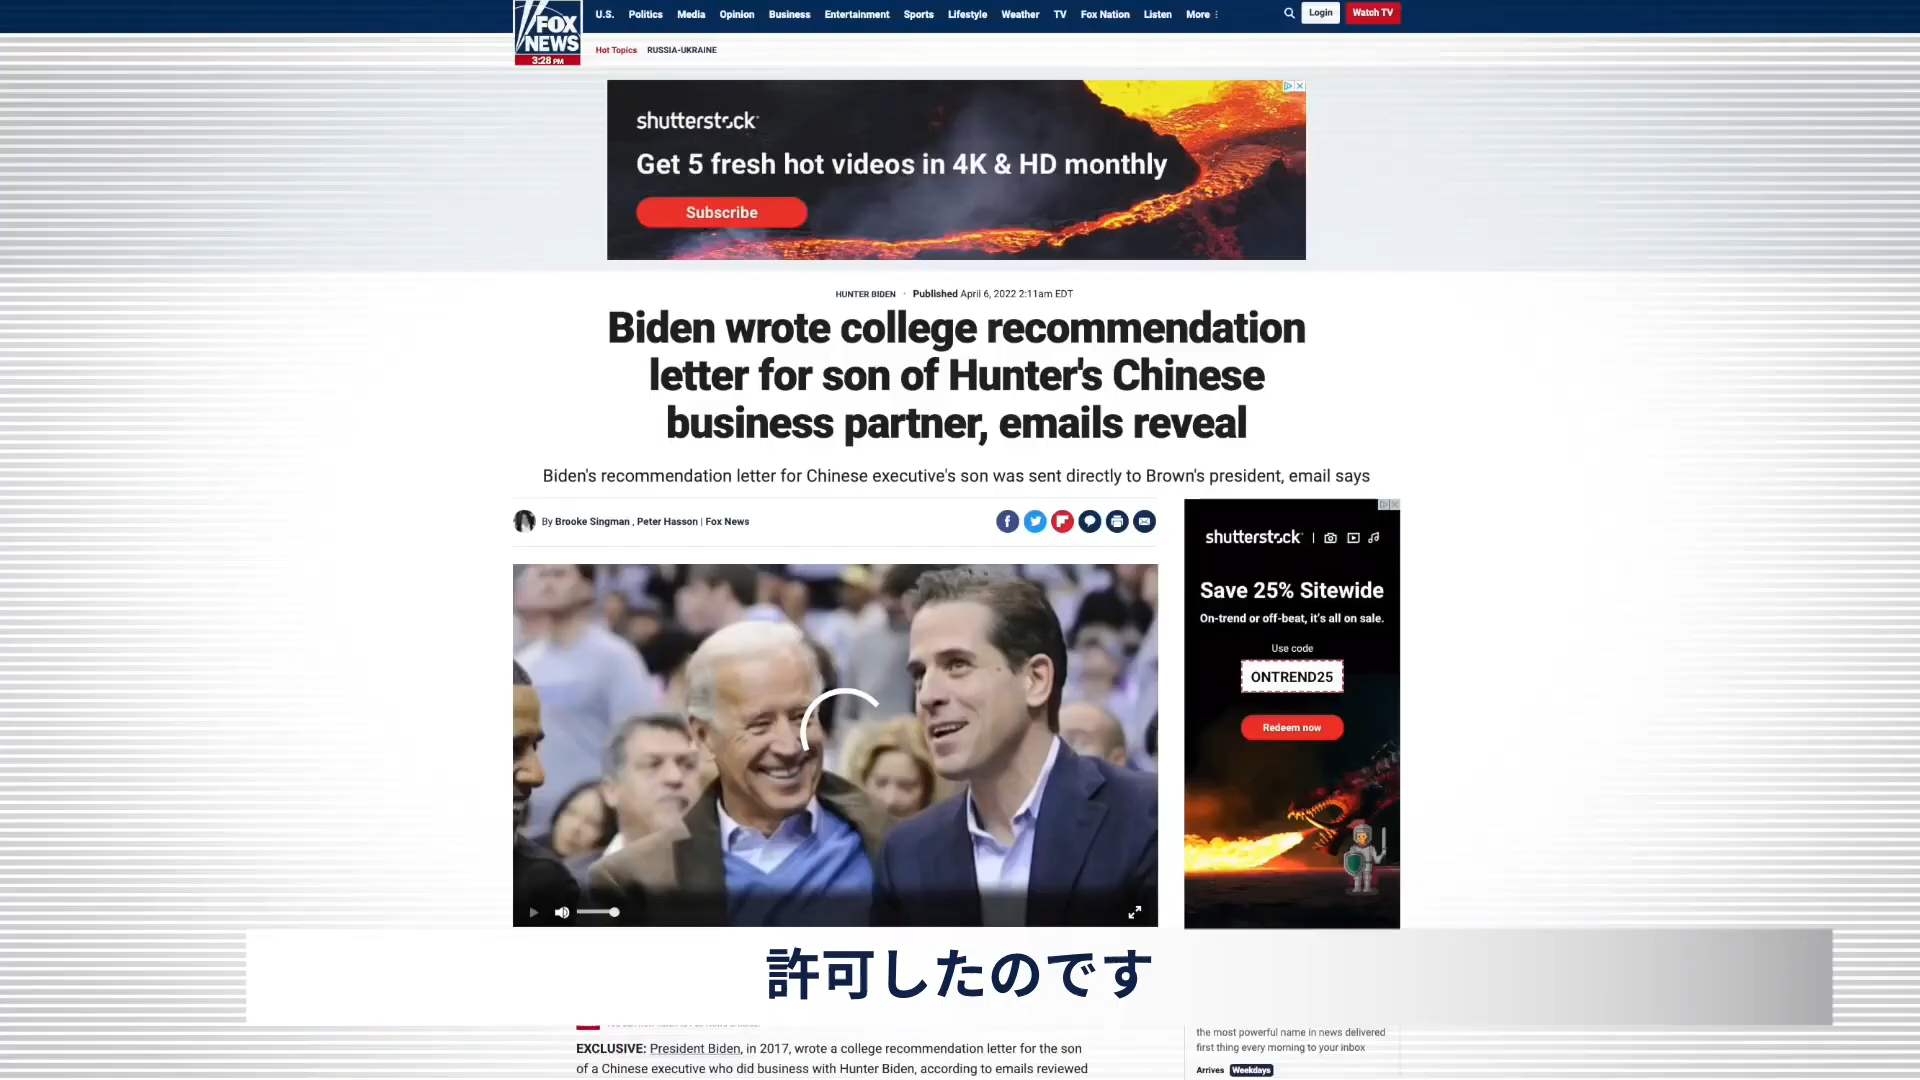 FOX
NEWS
3:28 PM
U.S. Politics Media Opinion Business Entertainment Sports Lifestyle Weather TV Fox Nation Listen More
Login
Watch TV
Hot Topics RUSSIA-UKRAINE
shutterstock
Get 5 fresh hot videos in 4K & HD monthly
Subscribe
HUNTER BIDEN · Published April 6, 2022 2:11am EDT
Biden wrote college recommendation
letter for son of Hunter's Chinese
business partner, emails reveal
Biden's recommendation letter for Chinese executive's son was sent directly to Brown's president, email says
By Brooke Singman , Peter Hasson | Fox News
shutterstock
Save 25% Sitewide
On-trend or off-beat, it's all on sale.
Use code
ONTREND25
Redeem now
許可したのです
EXCLUSIVE: President Biden, in 2017, wrote a college recommendation letter for the son
of a Chinese executive who did business with Hunter Biden, according to emails reviewed
the most powerful name in news delivered
first thing every morning to your inbox
Arrives Weekdays